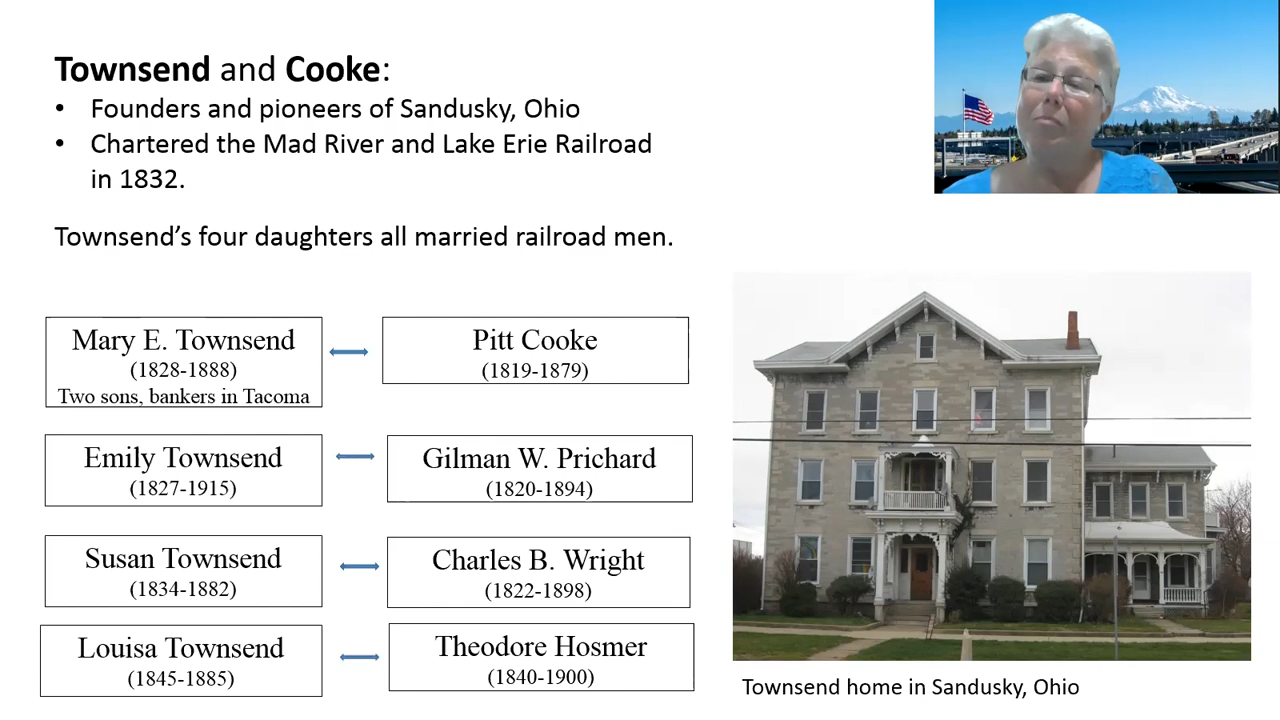 Townsend and Cooke:
• Founders and pioneers of Sandusky, Ohio
• Chartered the Mad River and Lake Erie Railroad
in 1832.
Townsend’s four daughters all married railroad men.
Mary E. Townsend
(1828-1888)
Two sons, bankers in Tacoma
Pitt Cooke
(1819-1879)
Emily Townsend
(1827-1915)
Gilman W. Prichard
(1820-1894)
Susan Townsend
(1834-1882)
Charles B. Wright
(1822-1898)
Louisa Townsend
(1845-1885)
Theodore Hosmer
(1840-1900)
Townsend home in Sandusky, Ohio